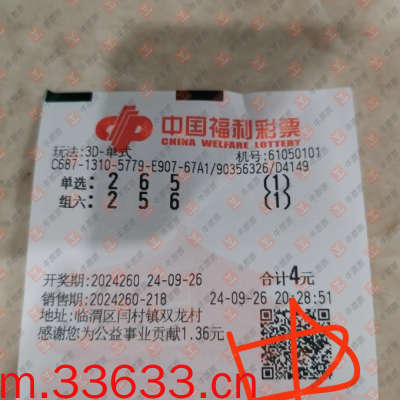 中国福利彩票
CHINA WELFARE LOTTERY
玩法:3D-单式 机号:61050101
C687-1310-5779-E907-67A1/90356326/D4149
单选: 2 6 5 (1)
组六: 2 5 6 (1)
开奖期:2024260 24-09-26 合计4元
销售期:2024260-218 24-09-26 20:28:51
地址:临渭区闫村镇双龙村
感谢您为公益事业贡献1.36元
中
m.33633.cn